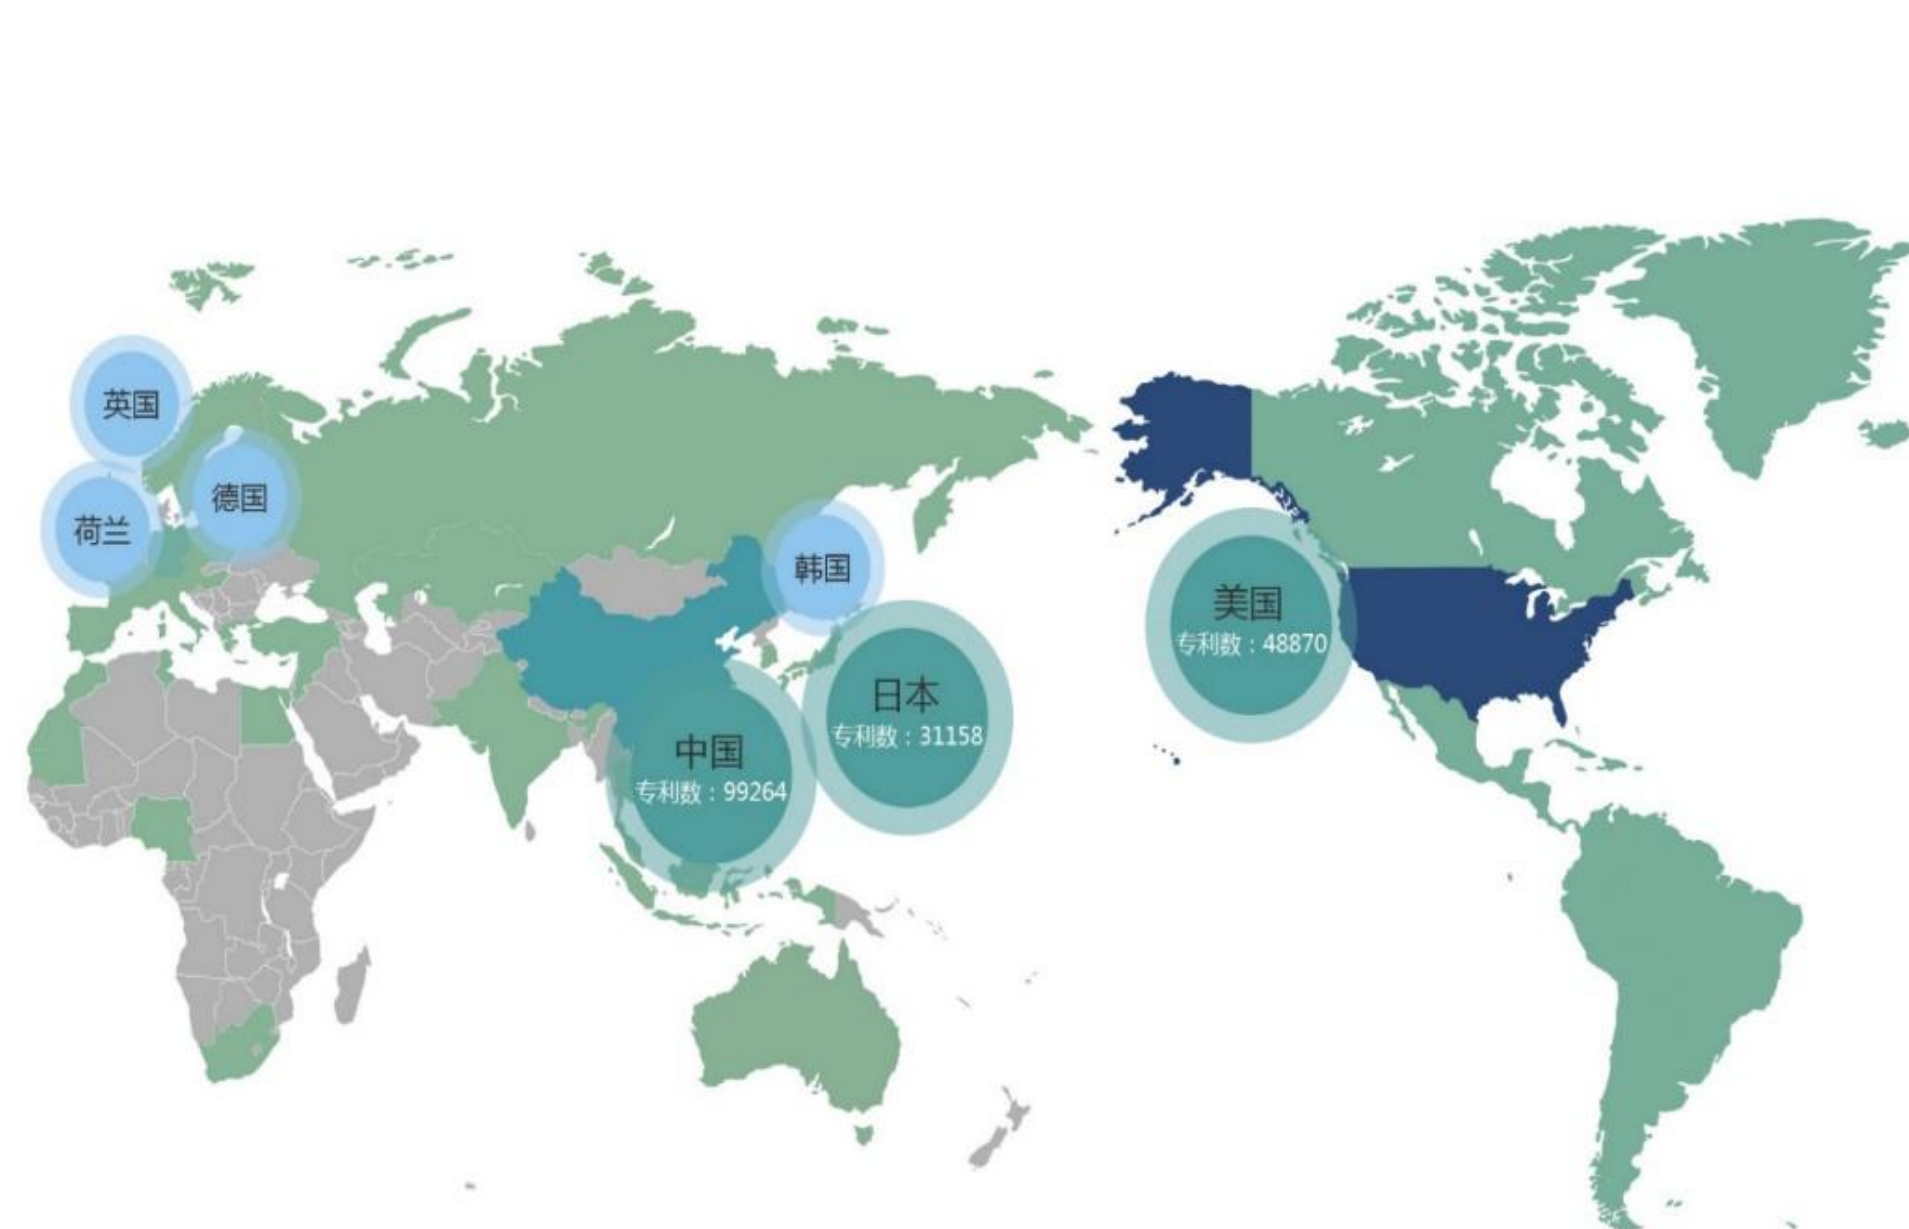 英国
德国
荷兰
韩国
美国
专利数：48870
日本
专利数：31158
中国
专利数：99264